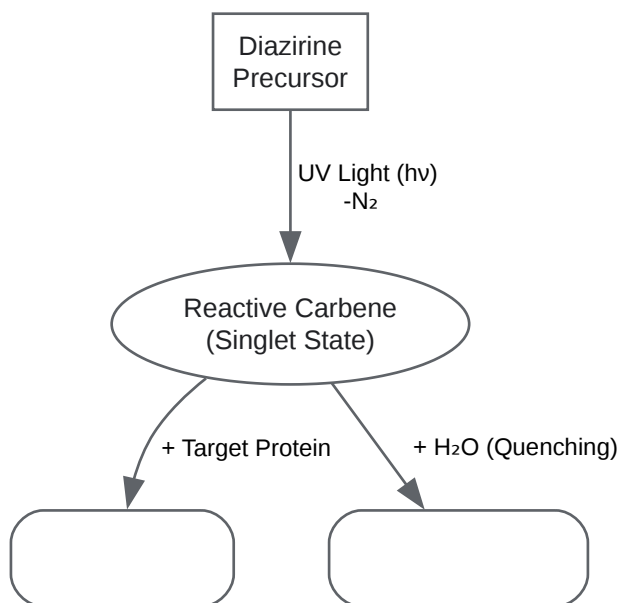 Diazirine
Precursor
UV Light (hν)
-N₂
Reactive Carbene
(Singlet State)
+ Target Protein
+ H₂O (Quenching)